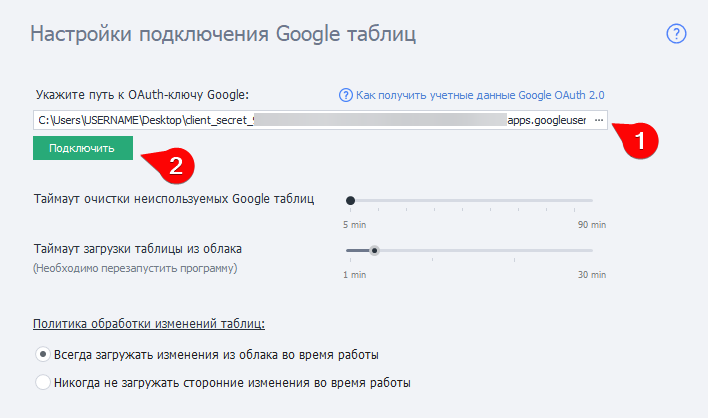 Настройки подключения Google таблиц
Укажите путь к OAuth-ключу Google:
Как получить учетные данные Google OAuth 2.0
C:\Users\USERNAME\Desktop\client_secret_9 apps.googleuser ...
1
Подключить
2
Таймаут очистки неиспользуемых Google таблиц
5 min 90 min
Таймаут загрузки таблицы из облака
(Необходимо перезапустить программу)
1 min 30 min
Политика обработки изменений таблиц:
Всегда загружать изменения из облака во время работы
Никогда не загружать сторонние изменения во время работы